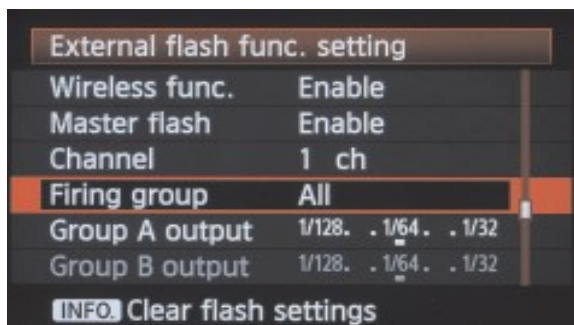 External flash func. setting
Wireless func. Enable
Master flash Enable
Channel 1 ch
Firing group All
Group A output 1/128. . 1/64. . 1/32
Group B output 1/128. . 1/64. . 1/32
INFO. Clear flash settings